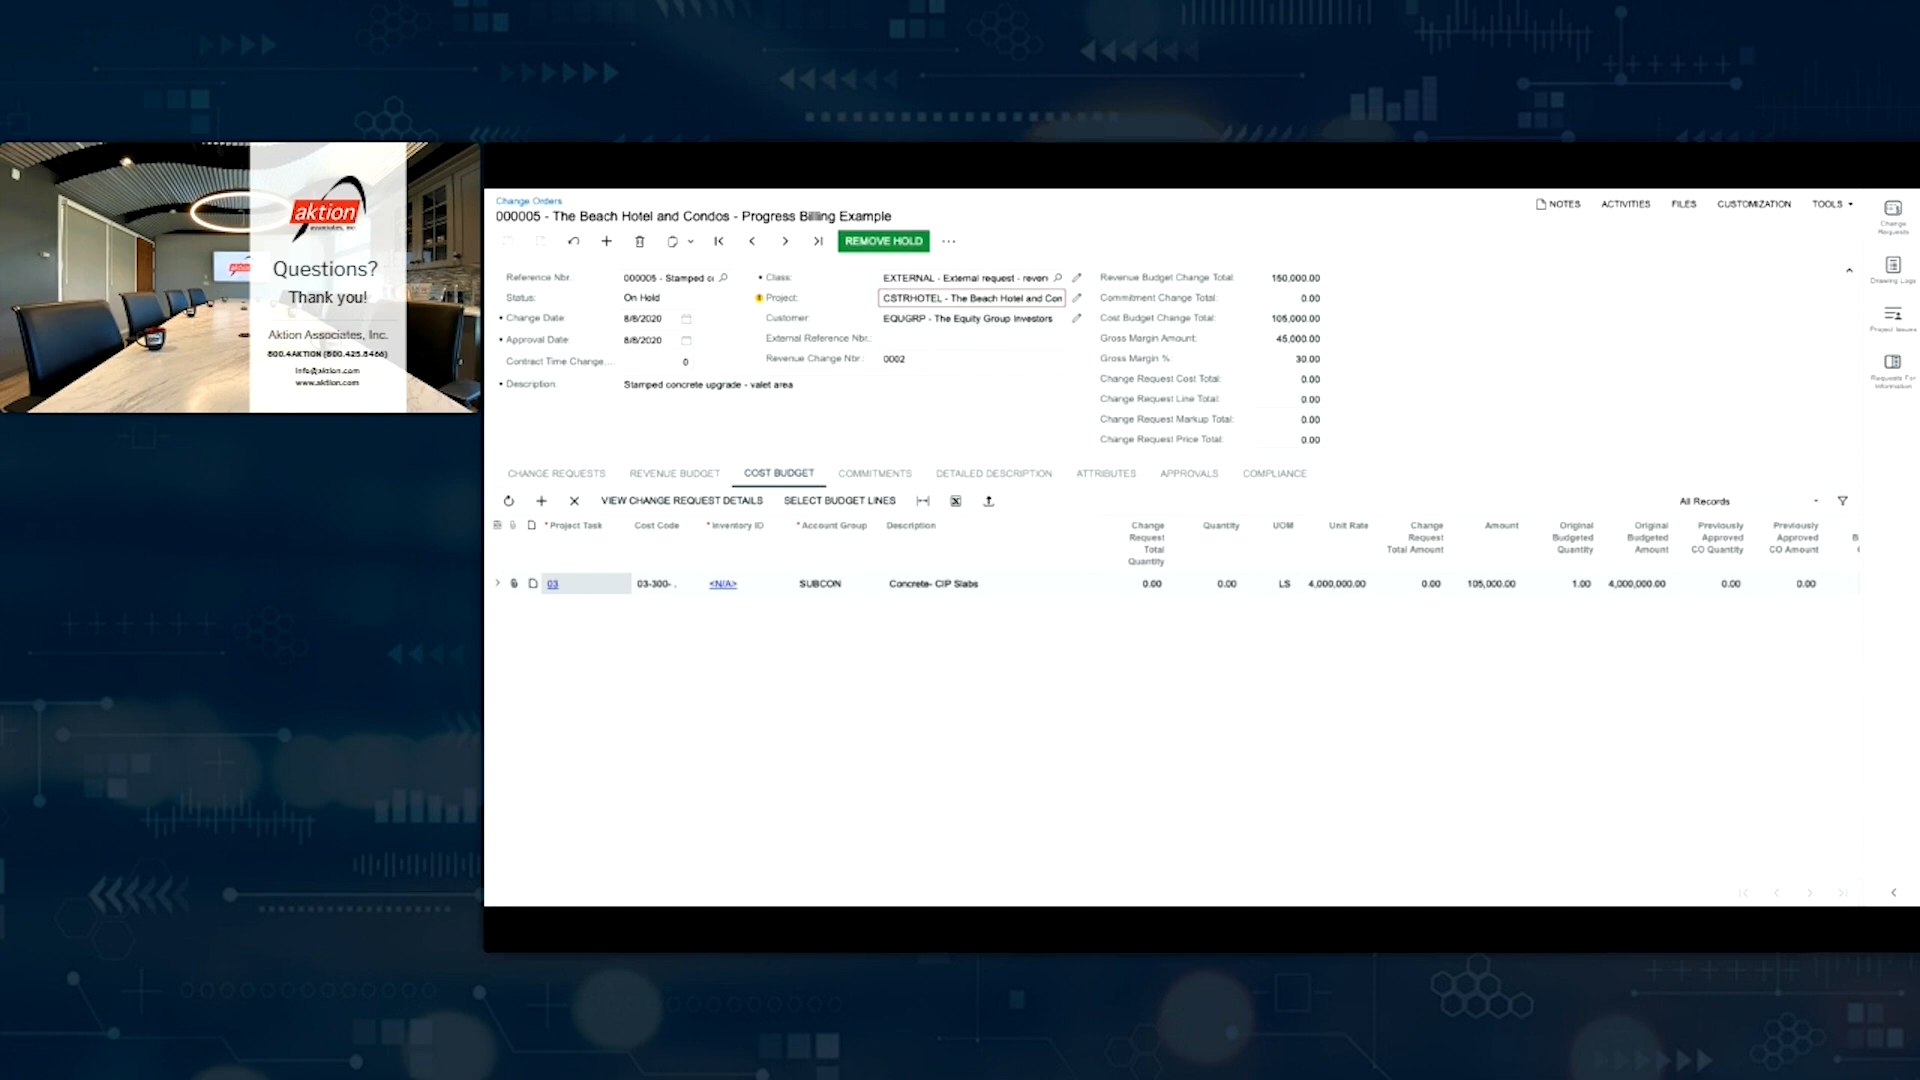 aktion
associates, inc.
Questions?
Thank you!
Aktion Associates, Inc.
800.4AKTION (800.425.8466)
info@aktion.com
www.aktion.com
Change Orders
000005 - The Beach Hotel and Condos - Progress Billing Example
NOTES ACTIVITIES FILES CUSTOMIZATION TOOLS
REMOVE HOLD
Change Requests
Drawing Logs
Project Issues
Requests For Information
Reference Nbr.: 000005 - Stamped c
Status: On Hold
* Change Date: 8/8/2020
* Approval Date: 8/8/2020
Contract Time Change... 0
* Description: Stamped concrete upgrade - valet area
* Class: EXTERNAL - External request - reven
Project: CSTRHOTEL - The Beach Hotel and Con
Customer: EQUGRP - The Equity Group Investors
External Reference Nbr.:
Revenue Change Nbr.: 0002
Revenue Budget Change Total: 150,000.00
Commitment Change Total: 0.00
Cost Budget Change Total: 105,000.00
Gross Margin Amount: 45,000.00
Gross Margin %: 30.00
Change Request Cost Total: 0.00
Change Request Line Total: 0.00
Change Request Markup Total: 0.00
Change Request Price Total: 0.00
CHANGE REQUESTS REVENUE BUDGET COST BUDGET COMMITMENTS DETAILED DESCRIPTION ATTRIBUTES APPROVALS COMPLIANCE
VIEW CHANGE REQUEST DETAILS SELECT BUDGET LINES All Records
* Project Task Cost Code * Inventory ID * Account Group Description Change Request Total Quantity Quantity UOM Unit Rate Change Request Total Amount Amount Original Budgeted Quantity Original Budgeted Amount Previously Approved CO Quantity Previously Approved CO Amount
03 03-300- . <N/A> SUBCON Concrete- CIP Slabs 0.00 0.00 LS 4,000,000.00 0.00 105,000.00 1.00 4,000,000.00 0.00 0.00